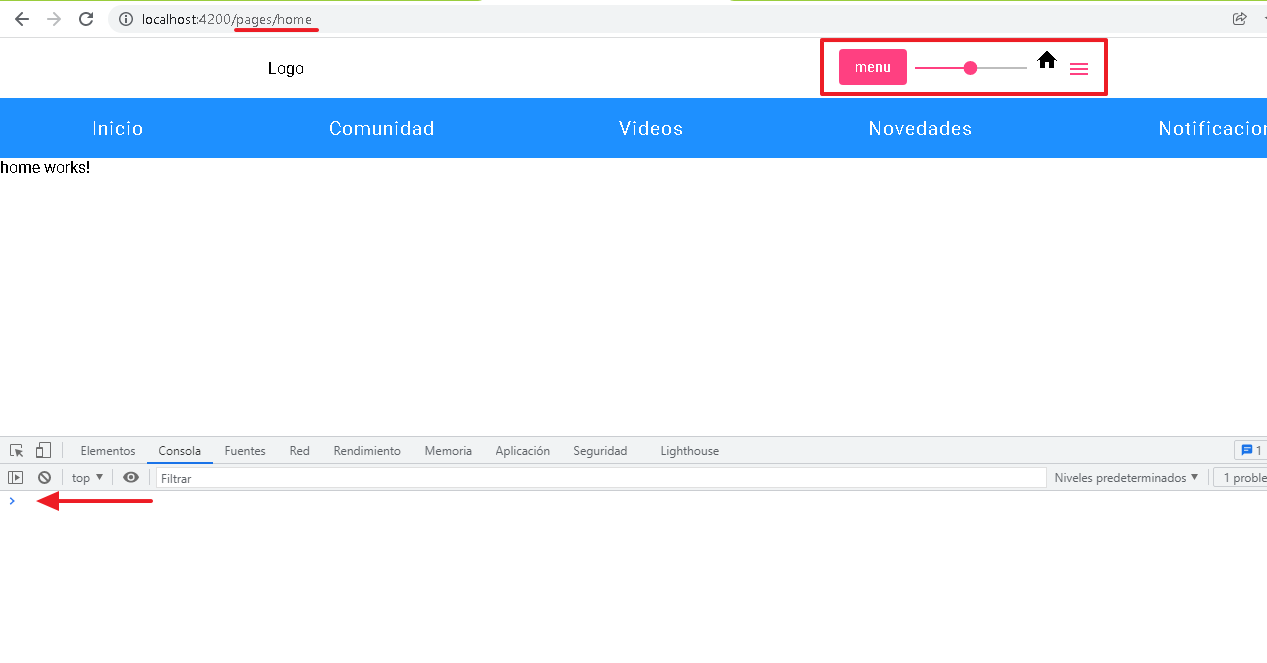 localhost:4200/pages/home
Logo
menu
Inicio Comunidad Videos Novedades Notificacion
home works!
Elementos Consola Fuentes Red Rendimiento Memoria Aplicación Seguridad Lighthouse 1
top ▼ Filtrar Niveles predeterminados ▼ 1 proble